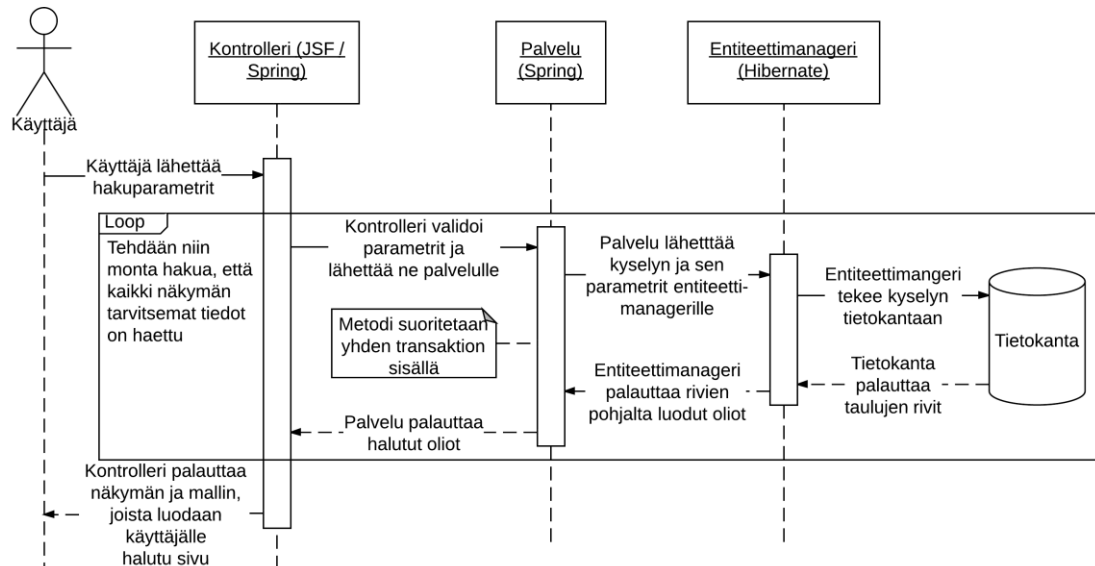 Kontrolleri (JSF /
Spring)
Palvelu
(Spring)
Entiteettimanageri
(Hibernate)
Käyttäjä
Käyttäjä lähettää
hakuparametrit
Loop
Tehdään niin
monta hakua, että
kaikki näkymän
tarvitsemat tiedot
on haettu
Kontrolleri validoi
parametrit ja
lähettää ne palvelulle
Palvelu lähetttää
kyselyn ja sen
parametrit entiteetti-
managerille
Entiteettimangeri
tekee kyselyn
tietokantaan
Tietokanta
Metodi suoritetaan
yhden transaktion
sisällä
Tietokanta
palauttaa
taulujen rivit
Entiteettimanageri
palauttaa rivien
pohjalta luodut oliot
Palvelu palauttaa
halutut oliot
Kontrolleri palauttaa
näkymän ja mallin,
joista luodaan
käyttäjälle
halutu sivu